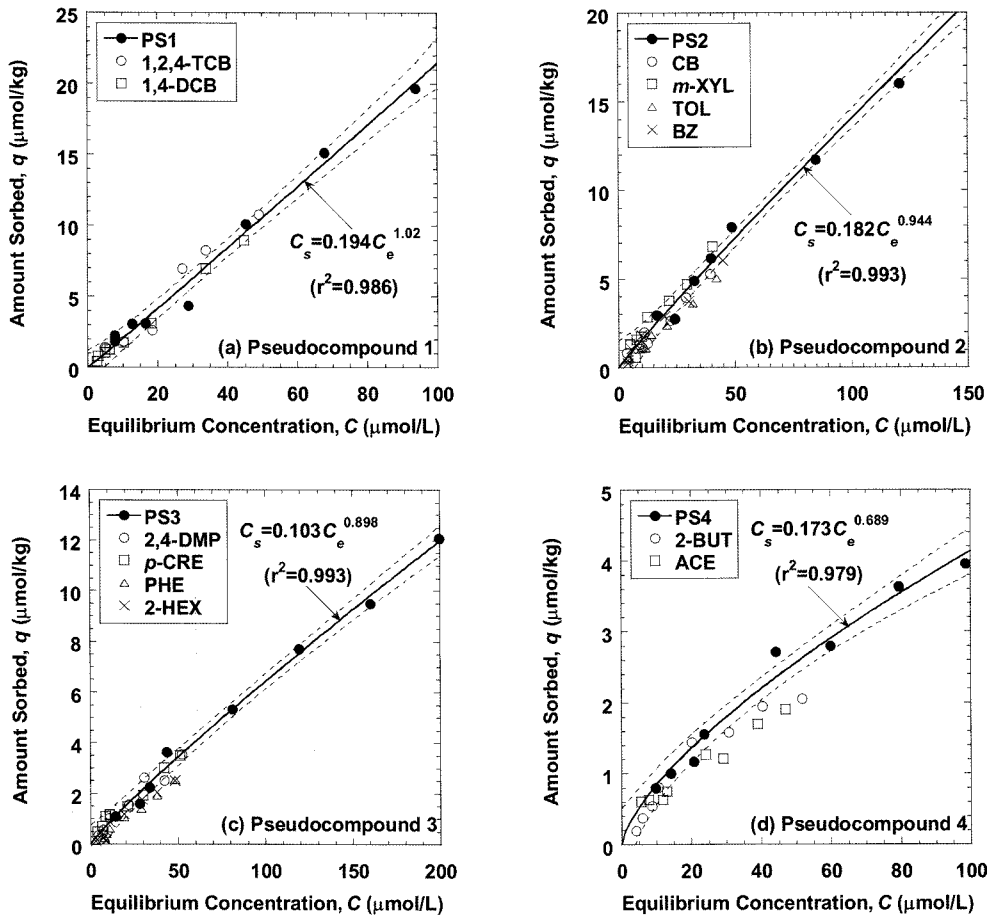 25
20
15
10
5
0
0 20 40 60 80 100
Amount Sorbed, q (μmol/kg)
Equilibrium Concentration, C (μmol/L)
PS1
1,2,4-TCB
1,4-DCB
C_s=0.194C_e^1.02
(r²=0.986)
(a) Pseudocompound 1
20
15
10
5
0
0 50 100 150
Amount Sorbed, q (μmol/kg)
Equilibrium Concentration, C (μmol/L)
PS2
CB
m-XYL
TOL
BZ
C_s=0.182C_e^0.944
(r²=0.993)
(b) Pseudocompound 2
14
12
10
8
6
4
2
0
0 50 100 150 200
Amount Sorbed, q (μmol/kg)
Equilibrium Concentration, C (μmol/L)
PS3
2,4-DMP
p-CRE
PHE
2-HEX
C_s=0.103C_e^0.898
(r²=0.993)
(c) Pseudocompound 3
5
4
3
2
1
0
0 20 40 60 80 100
Amount Sorbed, q (μmol/kg)
Equilibrium Concentration, C (μmol/L)
PS4
2-BUT
ACE
C_s=0.173C_e^0.689
(r²=0.979)
(d) Pseudocompound 4